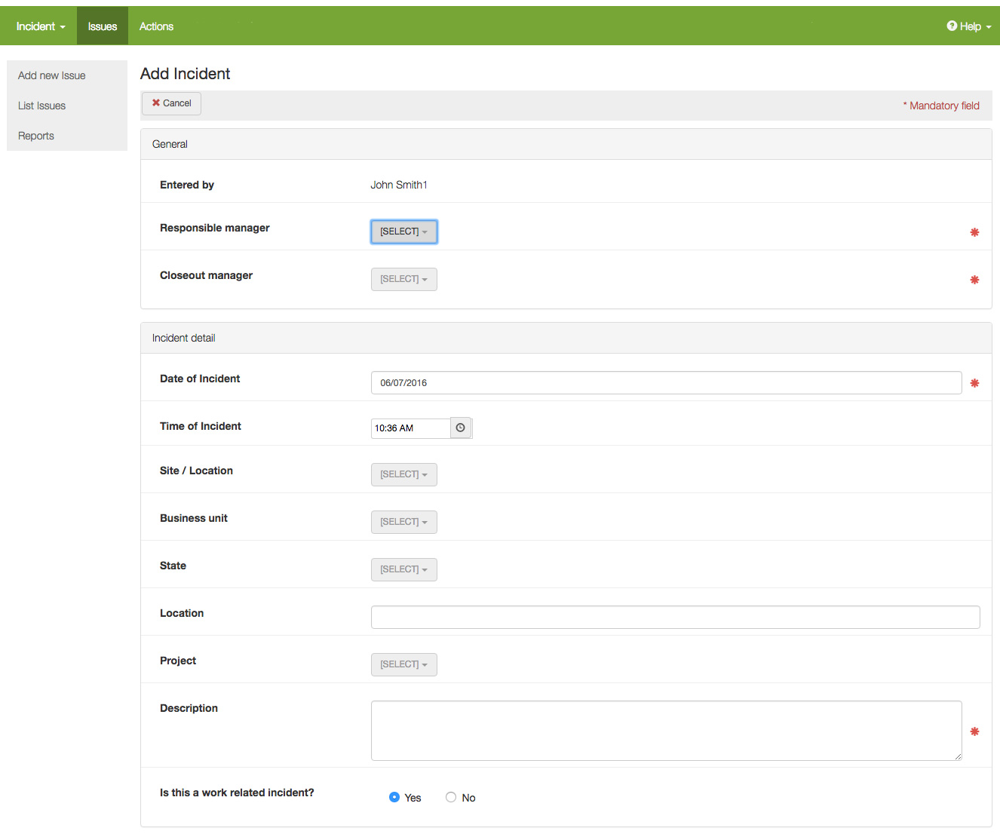 Incident Issues Actions Help
Add new Issue
List Issues
Reports
Add Incident
Cancel * Mandatory field
General
Entered by John Smith1
Responsible manager [SELECT] *
Closeout manager [SELECT] *
Incident detail
Date of Incident 06/07/2016 *
Time of Incident 10:36 AM
Site / Location [SELECT]
Business unit [SELECT]
State [SELECT]
Location
Project [SELECT]
Description *
Is this a work related incident? Yes No